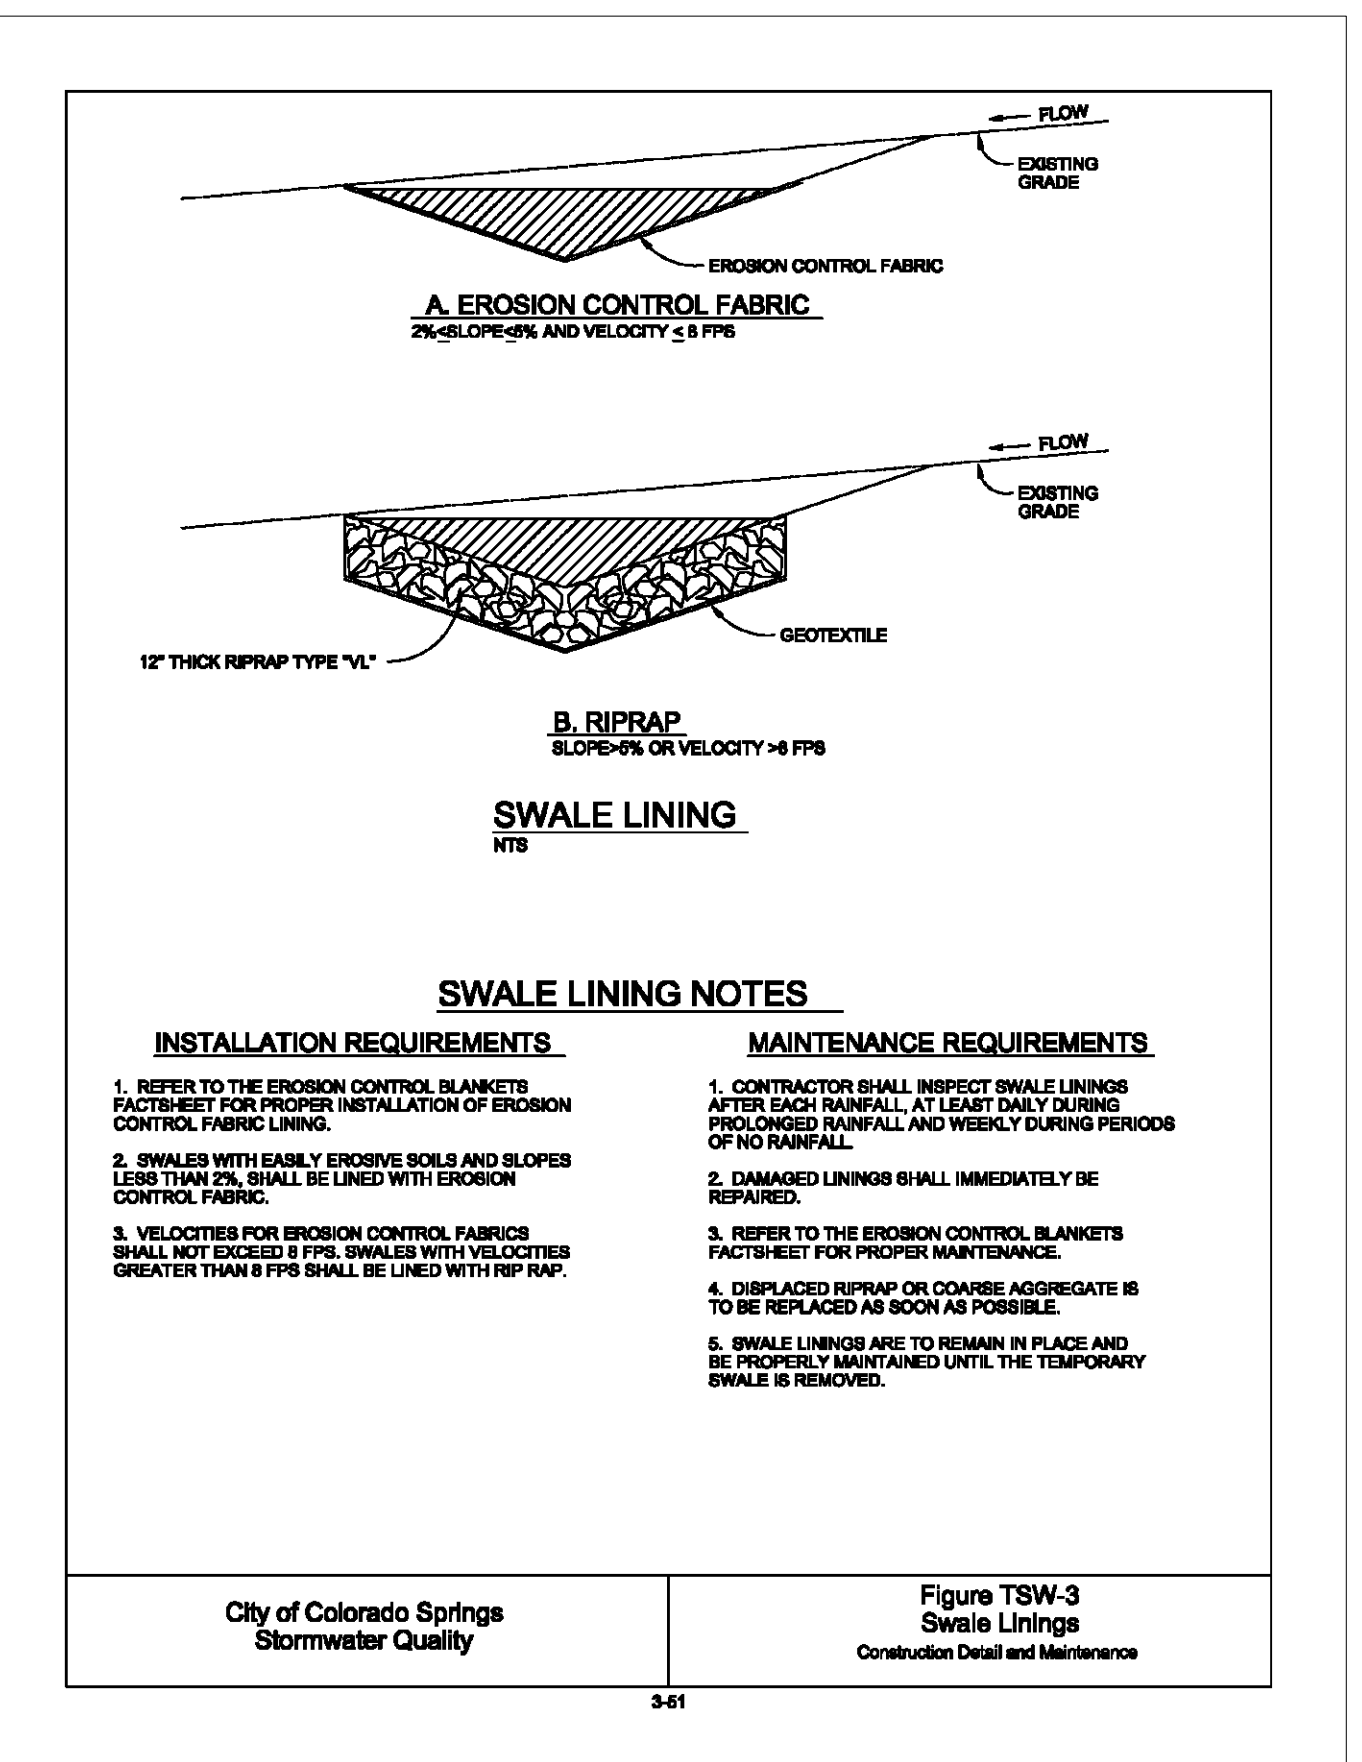 FLOW
EXISTING
GRADE
EROSION CONTROL FABRIC
A. EROSION CONTROL FABRIC
2%≤SLOPE≤5% AND VELOCITY ≤ 8 FPS
FLOW
EXISTING
GRADE
GEOTEXTILE
12" THICK RIPRAP TYPE "VL"
B. RIPRAP
SLOPE>5% OR VELOCITY >8 FPS
SWALE LINING
NTS
SWALE LINING NOTES
INSTALLATION REQUIREMENTS
1. REFER TO THE EROSION CONTROL BLANKETS
FACTSHEET FOR PROPER INSTALLATION OF EROSION
CONTROL FABRIC LINING.
2. SWALES WITH EASILY EROSIVE SOILS AND SLOPES
LESS THAN 2%, SHALL BE LINED WITH EROSION
CONTROL FABRIC.
3. VELOCITIES FOR EROSION CONTROL FABRICS
SHALL NOT EXCEED 8 FPS. SWALES WITH VELOCITIES
GREATER THAN 8 FPS SHALL BE LINED WITH RIP RAP.
MAINTENANCE REQUIREMENTS
1. CONTRACTOR SHALL INSPECT SWALE LININGS
AFTER EACH RAINFALL, AT LEAST DAILY DURING
PROLONGED RAINFALL AND WEEKLY DURING PERIODS
OF NO RAINFALL.
2. DAMAGED LININGS SHALL IMMEDIATELY BE
REPAIRED.
3. REFER TO THE EROSION CONTROL BLANKETS
FACTSHEET FOR PROPER MAINTENANCE.
4. DISPLACED RIPRAP OR COARSE AGGREGATE IS
TO BE REPLACED AS SOON AS POSSIBLE.
5. SWALE LININGS ARE TO REMAIN IN PLACE AND
BE PROPERLY MAINTAINED UNTIL THE TEMPORARY
SWALE IS REMOVED.
City of Colorado Springs
Stormwater Quality
Figure TSW-3
Swale Linings
Construction Detail and Maintenance
3-51